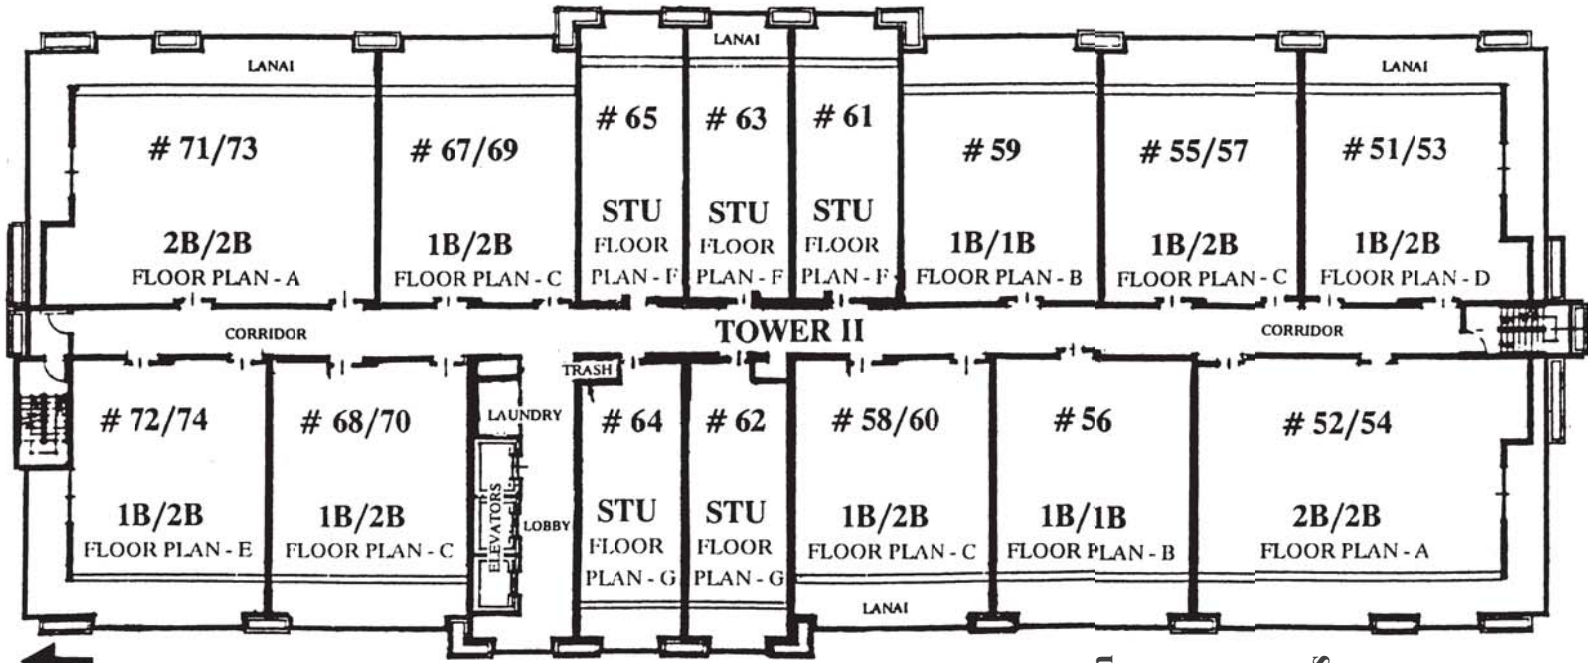 LANAI
# 71/73
2B/2B
FLOOR PLAN - A
# 67/69
1B/2B
FLOOR PLAN - C
# 65
STU
FLOOR
PLAN - F
LANAI
# 63
STU
FLOOR
PLAN - F
# 61
STU
FLOOR
PLAN - F
# 59
1B/1B
FLOOR PLAN - B
# 55/57
1B/2B
FLOOR PLAN - C
LANAI
# 51/53
1B/2B
FLOOR PLAN - D
CORRIDOR
TOWER II
CORRIDOR
# 72/74
1B/2B
FLOOR PLAN - E
# 68/70
1B/2B
FLOOR PLAN - C
LAUNDRY
ELEVATORS
LOBBY
TRASH
# 64
STU
FLOOR
PLAN - G
# 62
STU
FLOOR
PLAN - G
# 58/60
1B/2B
FLOOR PLAN - C
LANAI
# 56
1B/1B
FLOOR PLAN - B
# 52/54
2B/2B
FLOOR PLAN - A